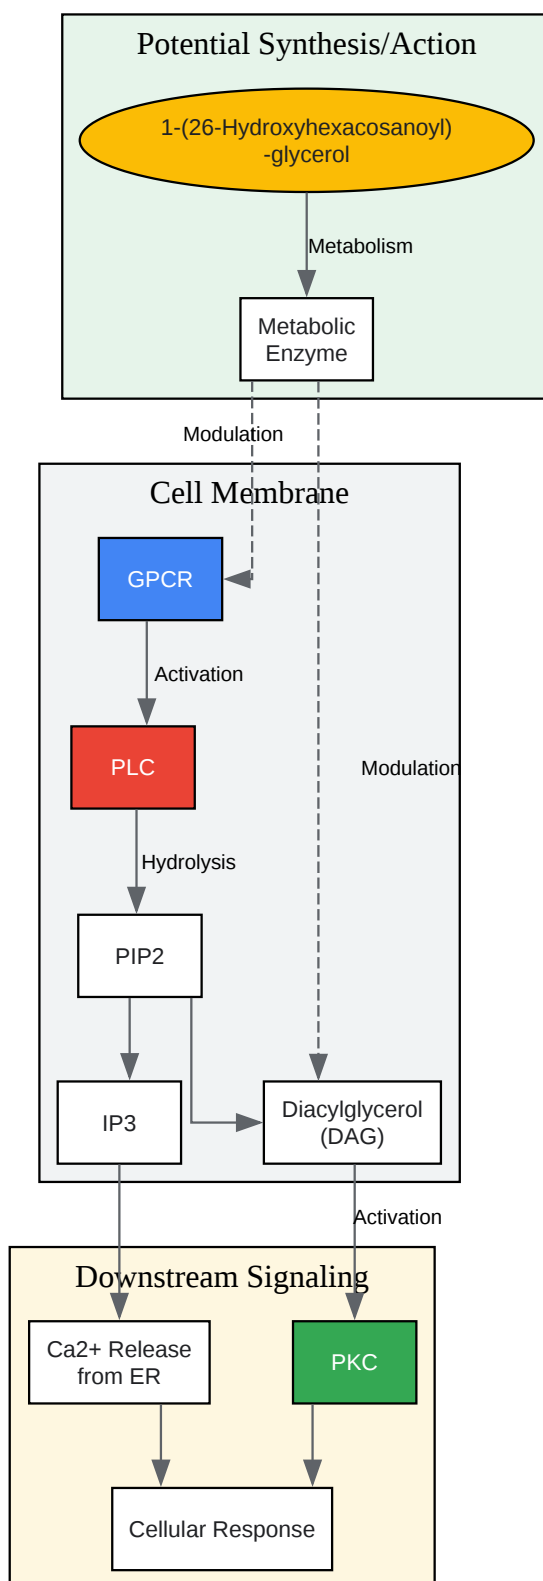 Potential Synthesis/Action
1-(26-Hydroxyhexacosanoyl)
-glycerol
Metabolism
Metabolic
Enzyme
Modulation
Cell Membrane
GPCR
Activation
PLC
Modulation
Hydrolysis
PIP2
IP3
Diacylglycerol
(DAG)
Activation
Downstream Signaling
Ca2+ Release
from ER
PKC
Cellular Response